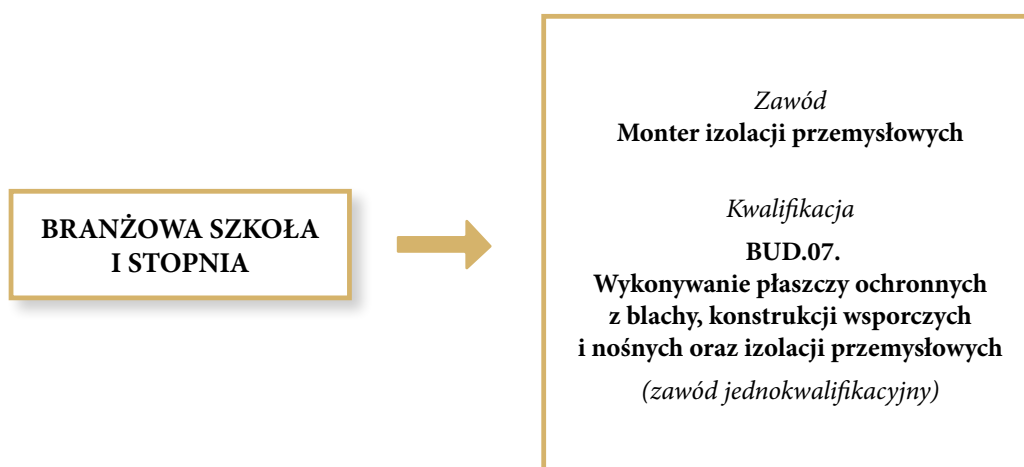 BRANŻOWA SZKOŁA
I STOPNIA
Zawód
Monter izolacji przemysłowych
Kwalifikacja
BUD.07.
Wykonywanie płaszczy ochronnych
z blachy, konstrukcji wsporczych
i nośnych oraz izolacji przemysłowych
(zawód jednokwalifikacyjny)